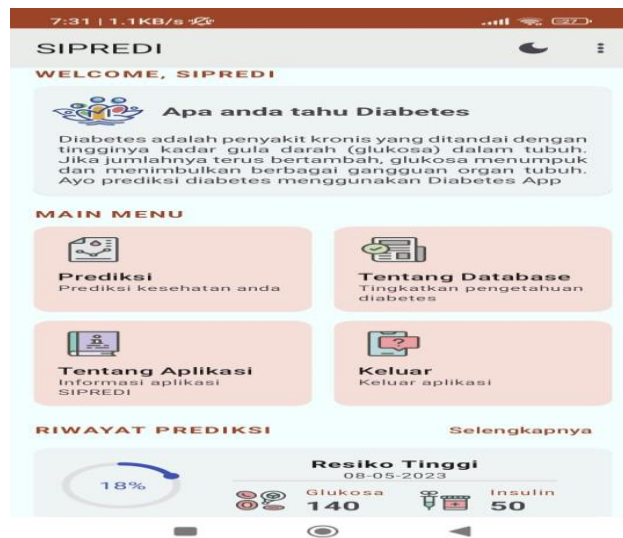 7:31 | 1.1KB/s
27
SIPREDI
WELCOME, SIPREDI
Apa anda tahu Diabetes
Diabetes adalah penyakit kronis yang ditandai dengan
tingginya kadar gula darah (glukosa) dalam tubuh.
Jika jumlahnya terus bertambah, glukosa menumpuk
dan menimbulkan berbagai gangguan organ tubuh.
Ayo prediksi diabetes menggunakan Diabetes App
MAIN MENU
Prediksi
Prediksi kesehatan anda
Tentang Database
Tingkatkan pengetahuan
diabetes
Tentang Aplikasi
Informasi aplikasi
SIPREDI
Keluar
Keluar aplikasi
RIWAYAT PREDIKSI
Selengkapnya
18%
Resiko Tinggi
08-05-2023
Glukosa
140
Insulin
50